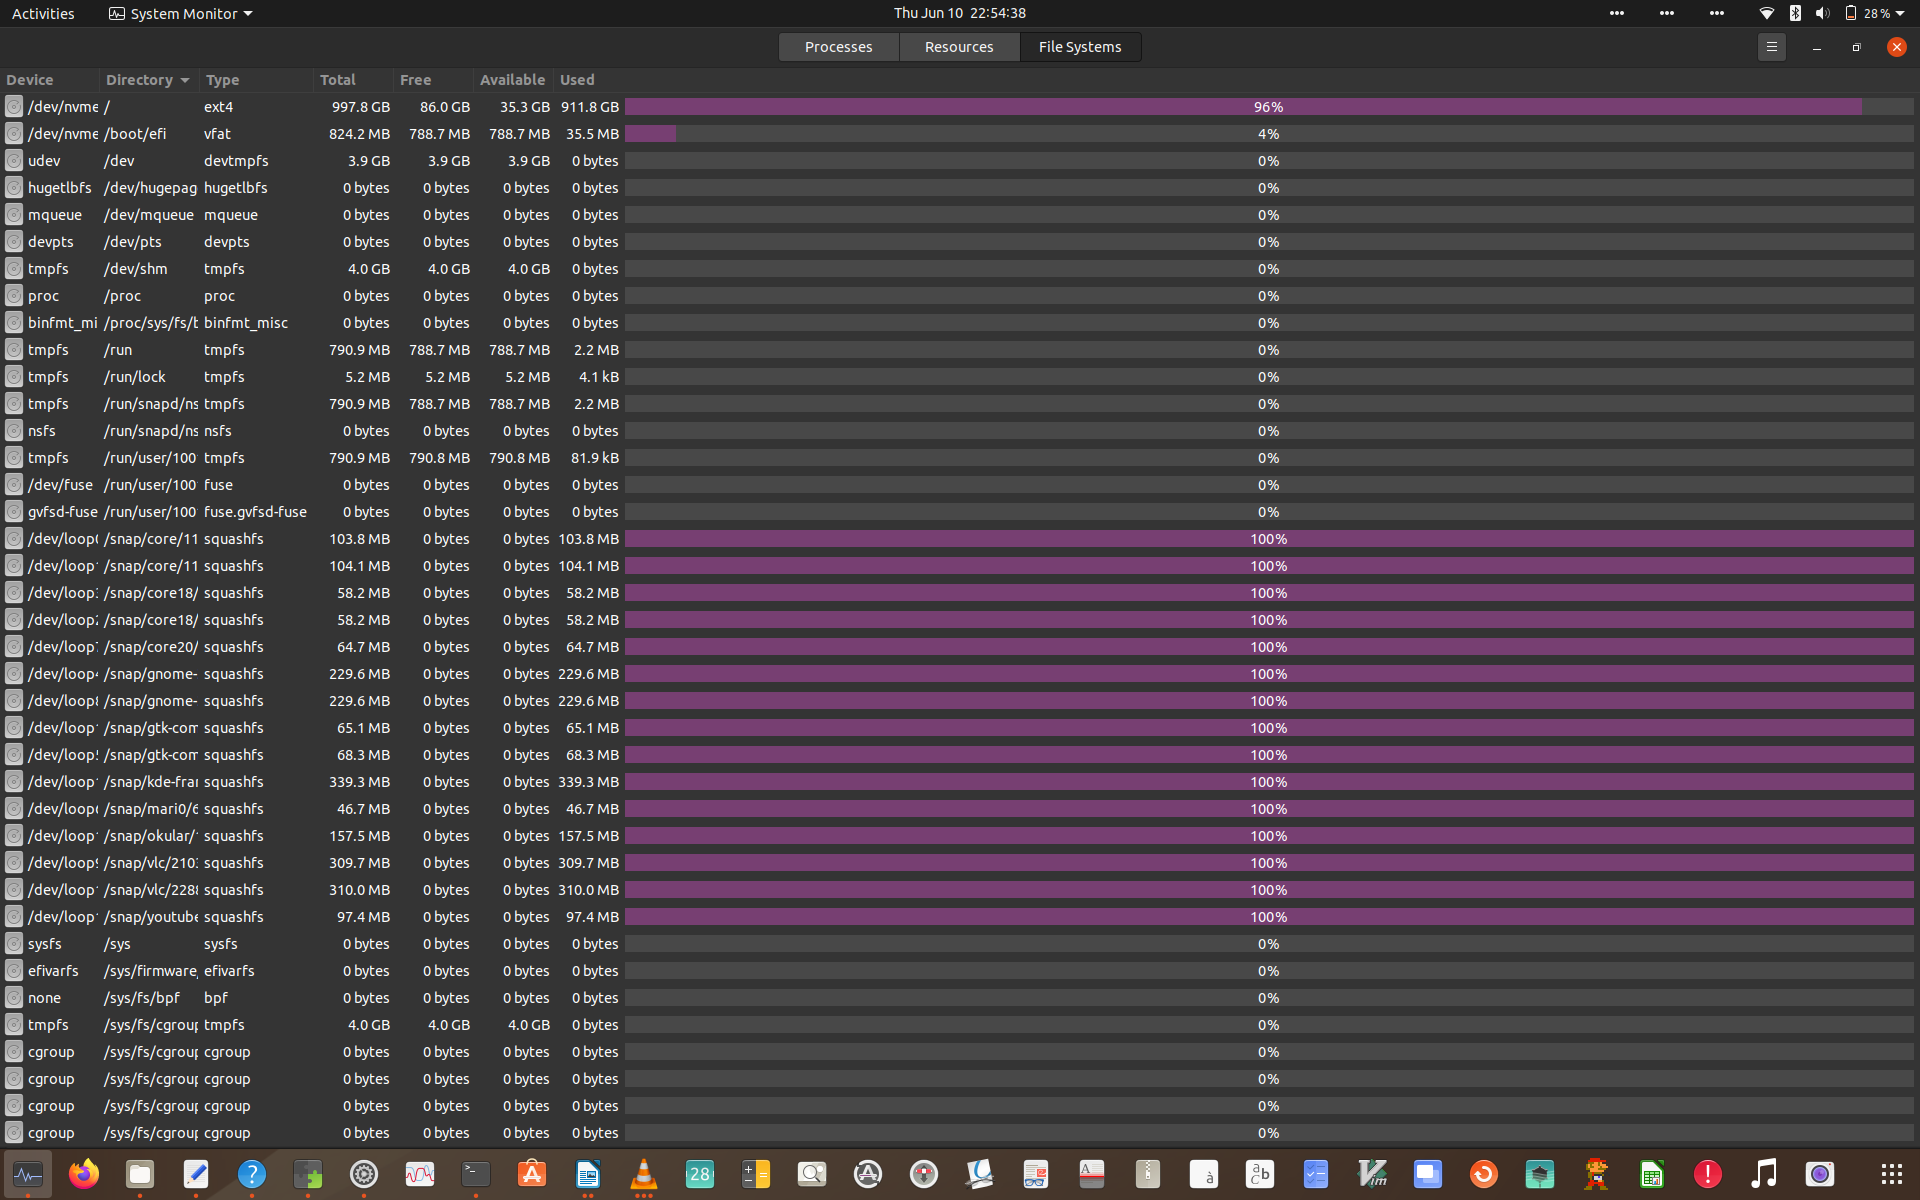 Activities System Monitor Thu Jun 10 22:54:38 28 %
Processes Resources File Systems
Device Directory Type Total Free Available Used
/dev/nvme / ext4 997.8 GB 86.0 GB 35.3 GB 911.8 GB 96%
/dev/nvme /boot/efi vfat 824.2 MB 788.7 MB 788.7 MB 35.5 MB 4%
udev /dev devtmpfs 3.9 GB 3.9 GB 3.9 GB 0 bytes 0%
hugetlbfs /dev/hugepag hugetlbfs 0 bytes 0 bytes 0 bytes 0 bytes 0%
mqueue /dev/mqueue mqueue 0 bytes 0 bytes 0 bytes 0 bytes 0%
devpts /dev/pts devpts 0 bytes 0 bytes 0 bytes 0 bytes 0%
tmpfs /dev/shm tmpfs 4.0 GB 4.0 GB 4.0 GB 0 bytes 0%
proc /proc proc 0 bytes 0 bytes 0 bytes 0 bytes 0%
binfmt_mi /proc/sys/fs/b binfmt_misc 0 bytes 0 bytes 0 bytes 0 bytes 0%
tmpfs /run tmpfs 790.9 MB 788.7 MB 788.7 MB 2.2 MB 0%
tmpfs /run/lock tmpfs 5.2 MB 5.2 MB 5.2 MB 4.1 kB 0%
tmpfs /run/snapd/ns tmpfs 790.9 MB 788.7 MB 788.7 MB 2.2 MB 0%
nsfs /run/snapd/ns nsfs 0 bytes 0 bytes 0 bytes 0 bytes 0%
tmpfs /run/user/100 tmpfs 790.9 MB 790.8 MB 790.8 MB 81.9 kB 0%
/dev/fuse /run/user/100 fuse 0 bytes 0 bytes 0 bytes 0 bytes 0%
gvfsd-fuse /run/user/100 fuse.gvfsd-fuse 0 bytes 0 bytes 0 bytes 0 bytes 0%
/dev/loop0 /snap/core/11 squashfs 103.8 MB 0 bytes 0 bytes 103.8 MB 100%
/dev/loop1 /snap/core/11 squashfs 104.1 MB 0 bytes 0 bytes 104.1 MB 100%
/dev/loop3 /snap/core18/ squashfs 58.2 MB 0 bytes 0 bytes 58.2 MB 100%
/dev/loop2 /snap/core18/ squashfs 58.2 MB 0 bytes 0 bytes 58.2 MB 100%
/dev/loop7 /snap/core20/ squashfs 64.7 MB 0 bytes 0 bytes 64.7 MB 100%
/dev/loop4 /snap/gnome- squashfs 229.6 MB 0 bytes 0 bytes 229.6 MB 100%
/dev/loop8 /snap/gnome- squashfs 229.6 MB 0 bytes 0 bytes 229.6 MB 100%
/dev/loop1 /snap/gtk-com squashfs 65.1 MB 0 bytes 0 bytes 65.1 MB 100%
/dev/loop5 /snap/gtk-com squashfs 68.3 MB 0 bytes 0 bytes 68.3 MB 100%
/dev/loop1 /snap/kde-fra squashfs 339.3 MB 0 bytes 0 bytes 339.3 MB 100%
/dev/loop6 /snap/mari0/6 squashfs 46.7 MB 0 bytes 0 bytes 46.7 MB 100%
/dev/loop1 /snap/okular/ squashfs 157.5 MB 0 bytes 0 bytes 157.5 MB 100%
/dev/loop9 /snap/vlc/2103 squashfs 309.7 MB 0 bytes 0 bytes 309.7 MB 100%
/dev/loop1 /snap/vlc/2288 squashfs 310.0 MB 0 bytes 0 bytes 310.0 MB 100%
/dev/loop1 /snap/youtube squashfs 97.4 MB 0 bytes 0 bytes 97.4 MB 100%
sysfs /sys sysfs 0 bytes 0 bytes 0 bytes 0 bytes 0%
efivarfs /sys/firmware/ efivarfs 0 bytes 0 bytes 0 bytes 0 bytes 0%
none /sys/fs/bpf bpf 0 bytes 0 bytes 0 bytes 0 bytes 0%
tmpfs /sys/fs/cgroup tmpfs 4.0 GB 4.0 GB 4.0 GB 0 bytes 0%
cgroup /sys/fs/cgroup cgroup 0 bytes 0 bytes 0 bytes 0 bytes 0%
cgroup /sys/fs/cgroup cgroup 0 bytes 0 bytes 0 bytes 0 bytes 0%
cgroup /sys/fs/cgroup cgroup 0 bytes 0 bytes 0 bytes 0 bytes 0%
cgroup /sys/fs/cgroup cgroup 0 bytes 0 bytes 0 bytes 0 bytes 0%
28 A à a b c Vim